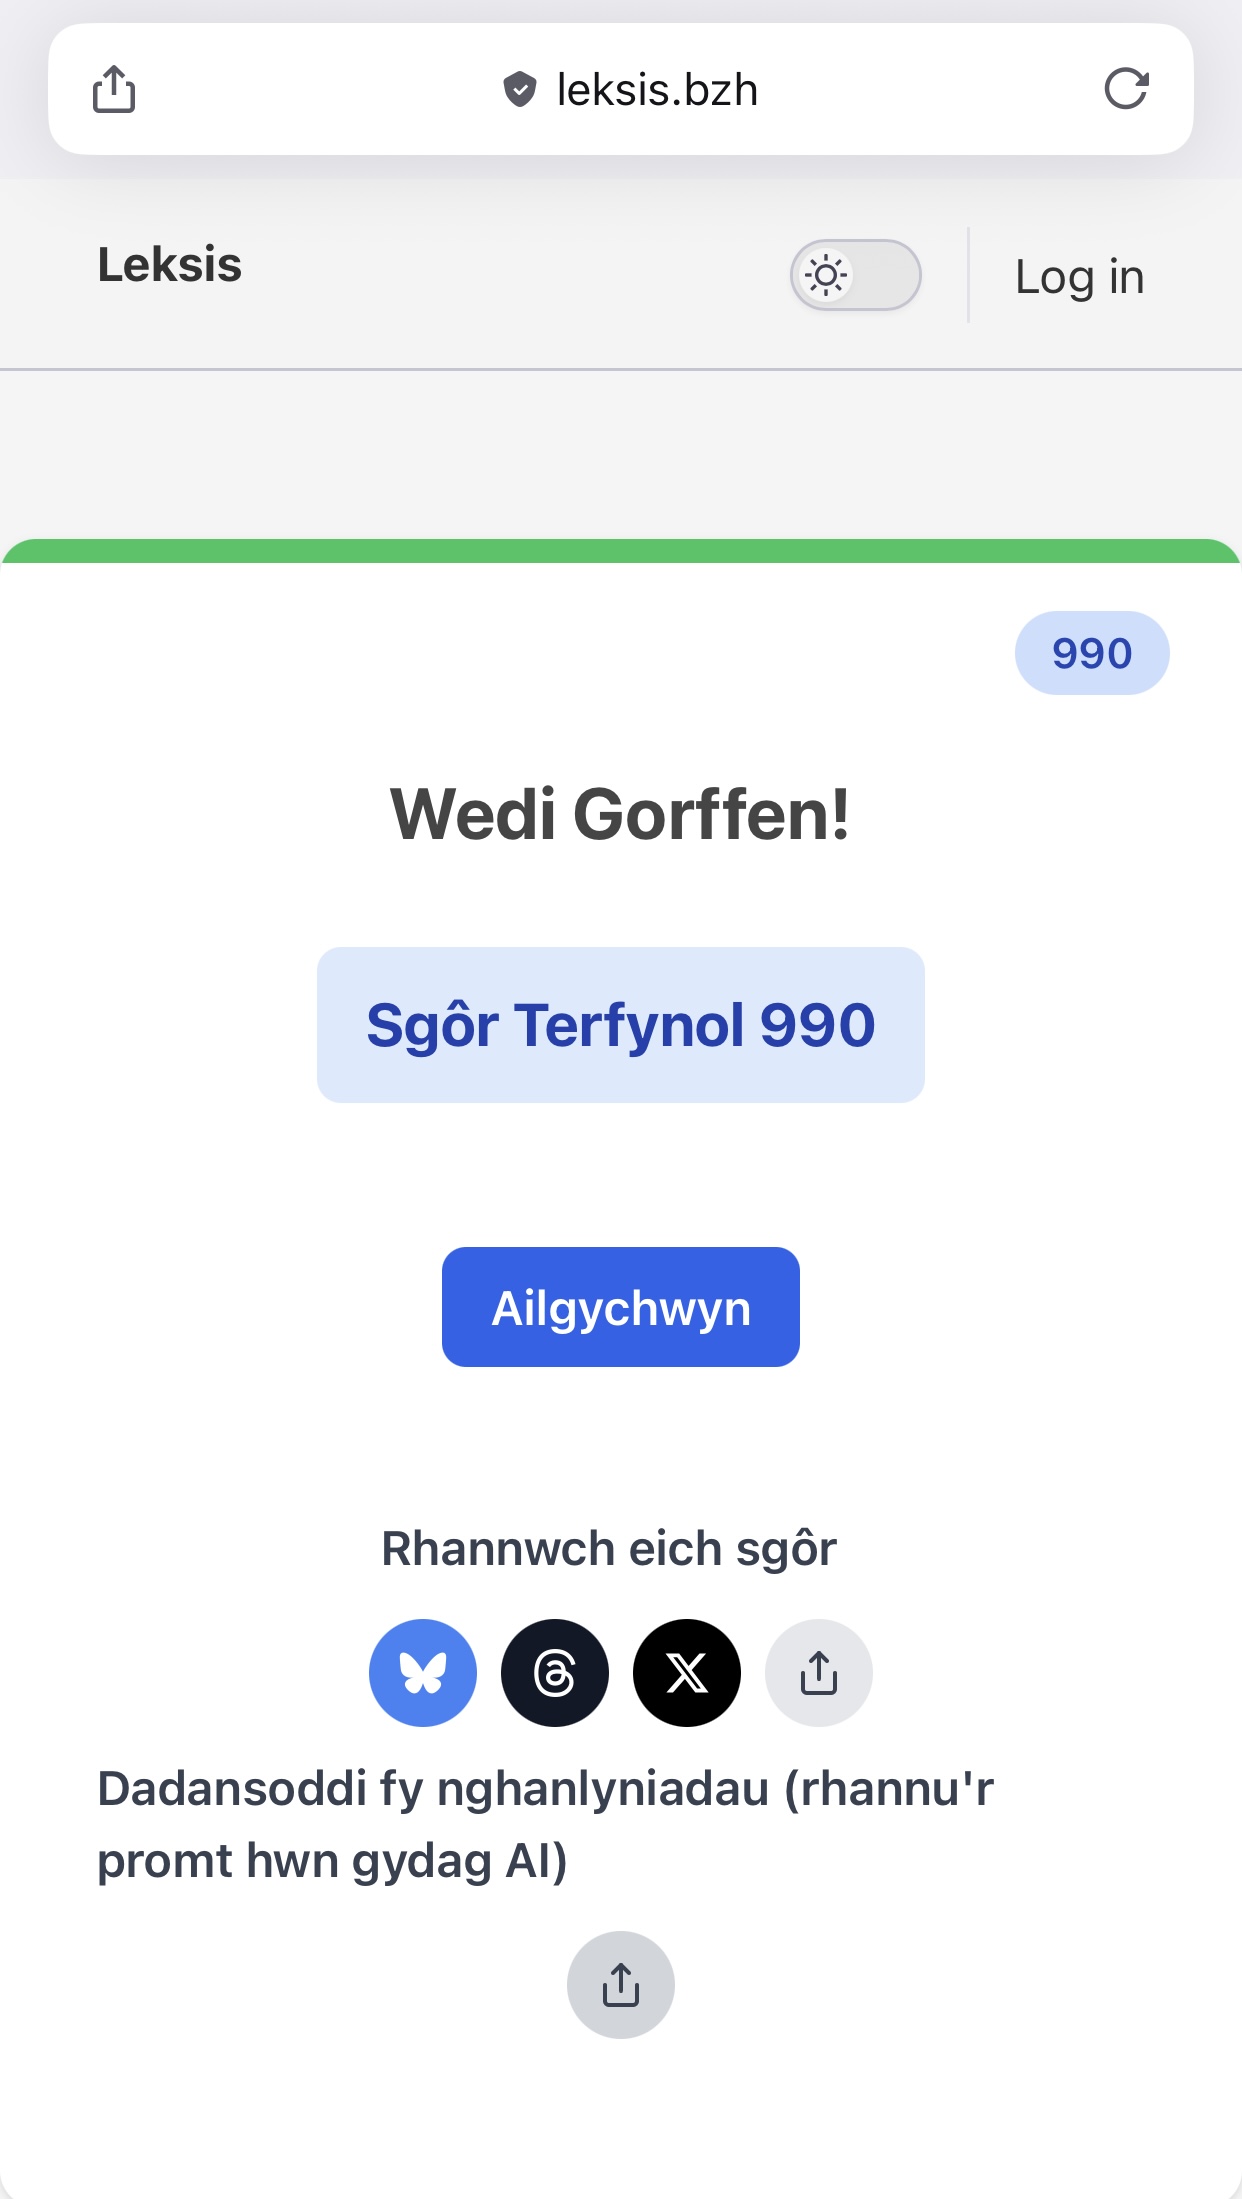 leksis.bzh
Leksis
Log in
990
Wedi Gorffen!
Sgôr Terfynol 990
Ailgychwyn
Rhannwch eich sgôr
Dadansoddi fy nghanlyniadau (rhannu'r
promt hwn gydag AI)